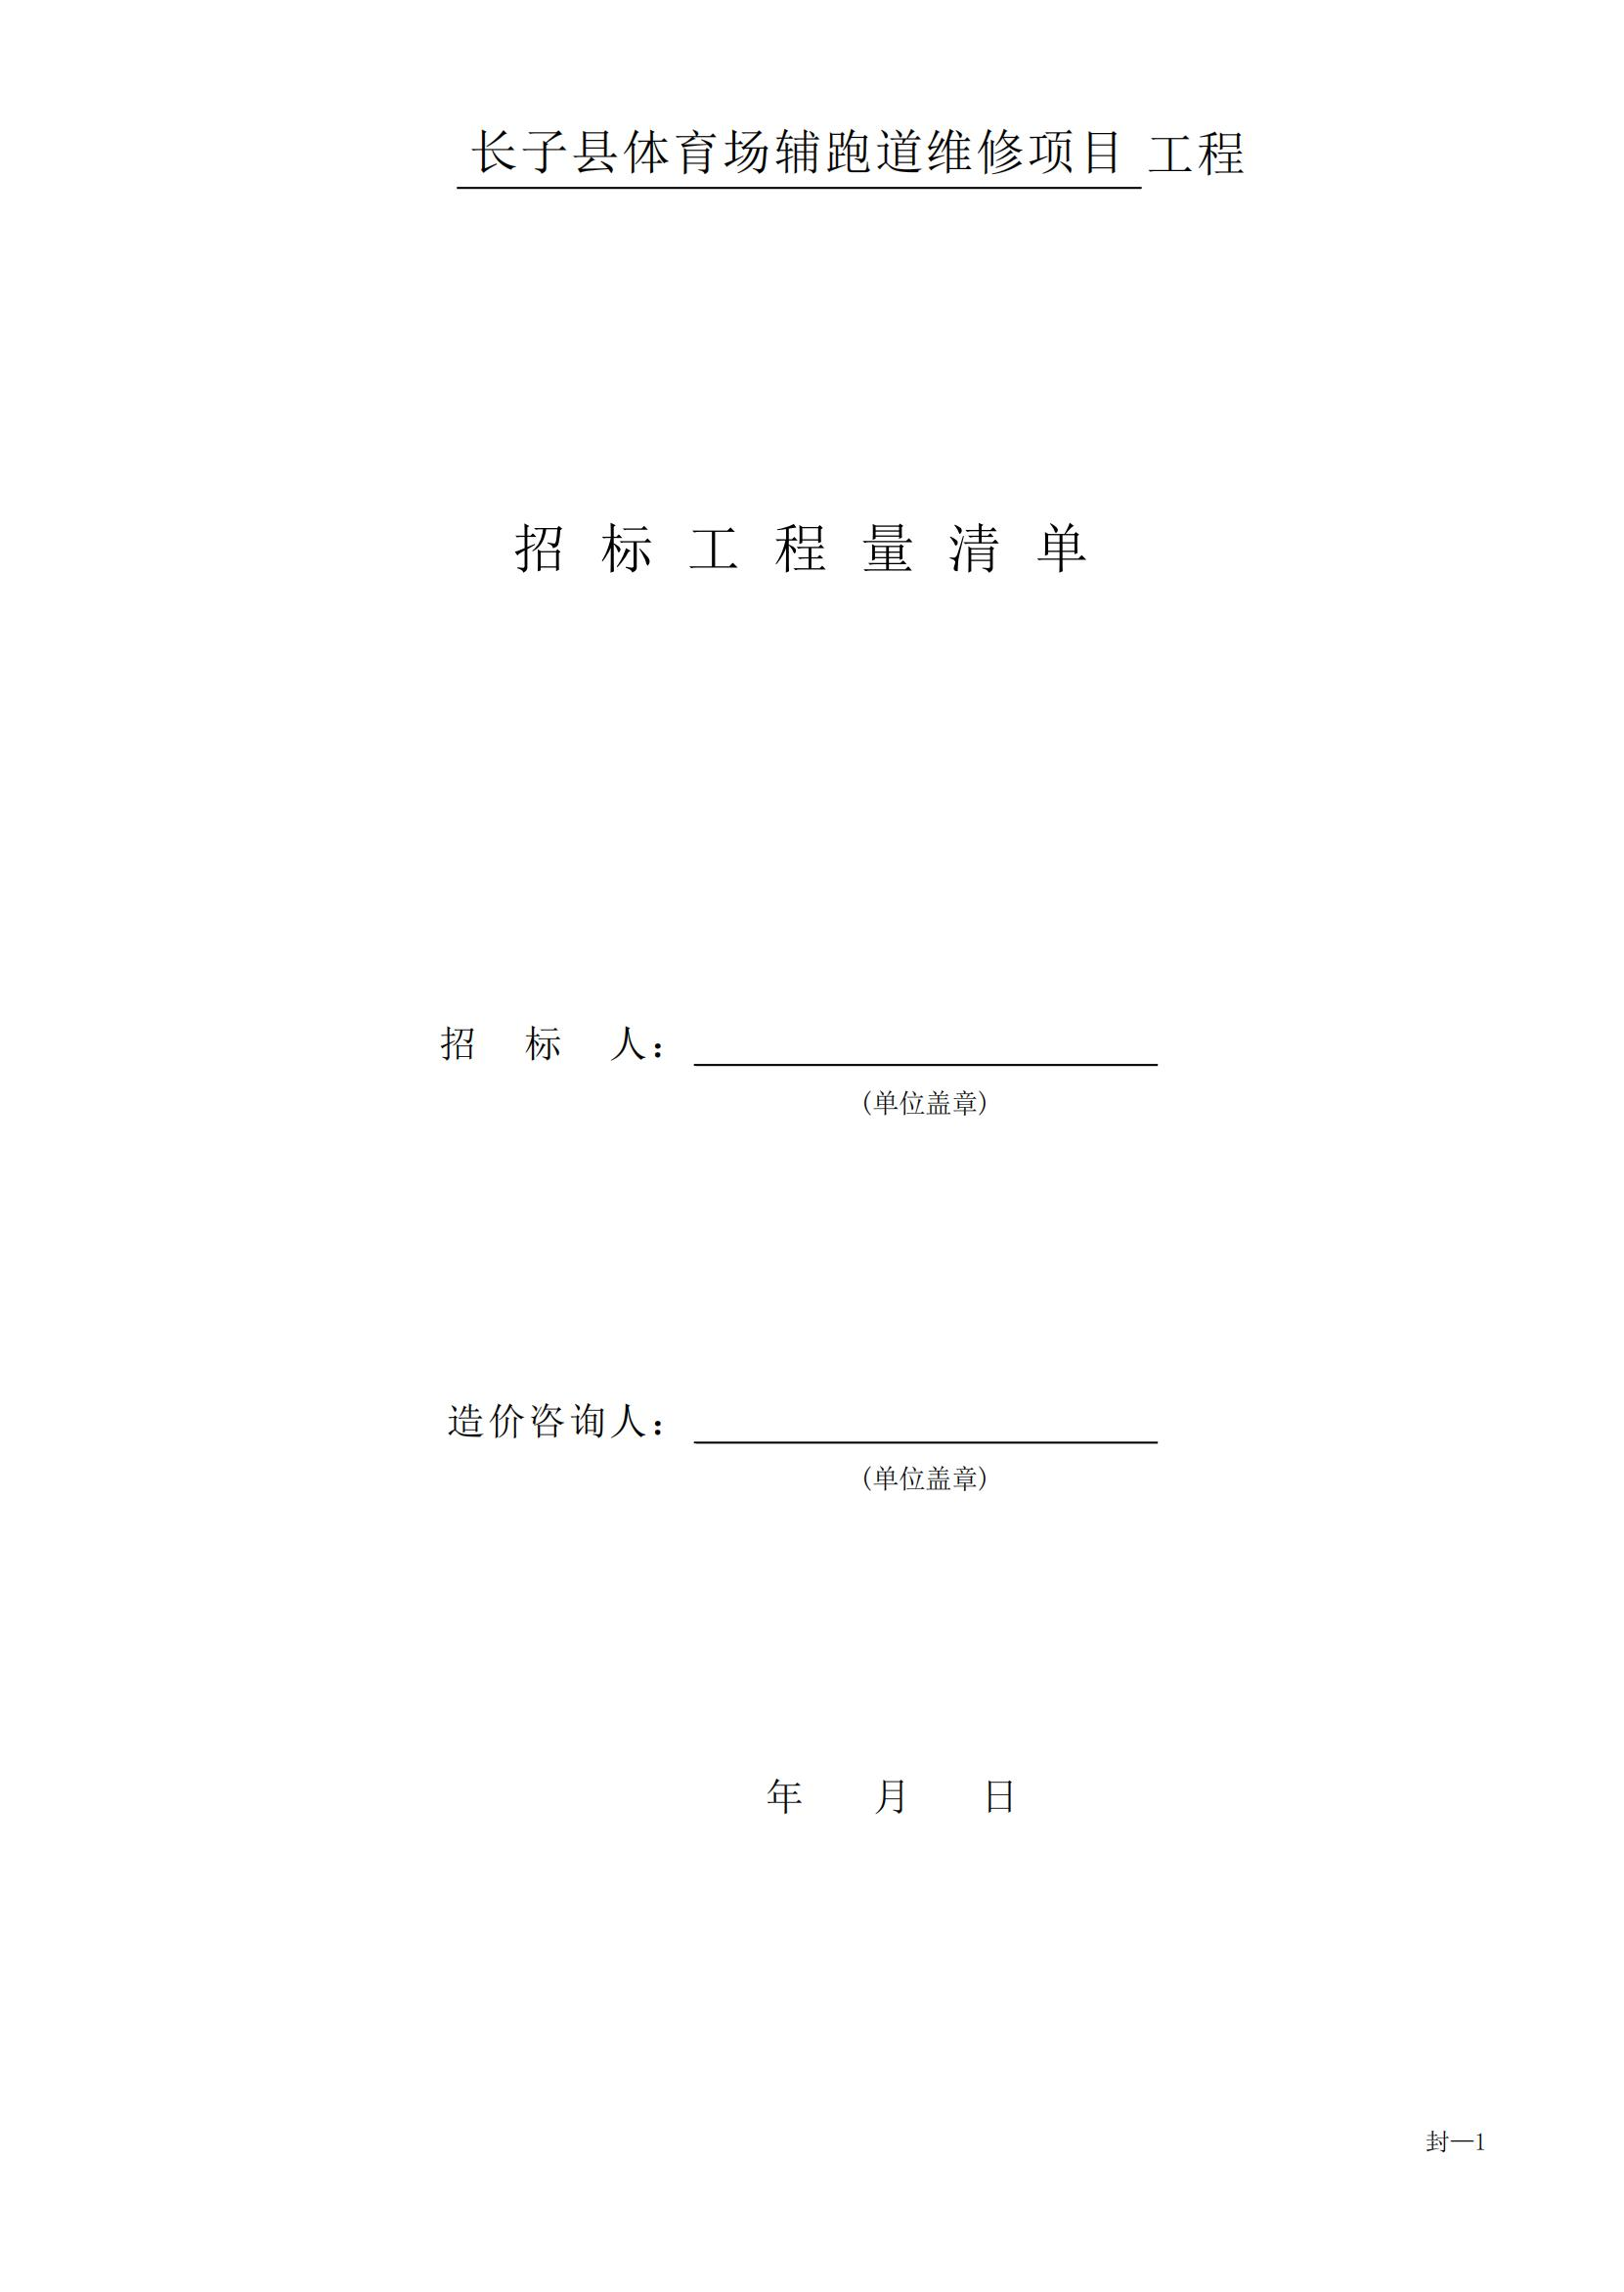 长子县体育场辅跑道维修项目 工程
招 标 工 程 量 清 单
招 标 人：
(单位盖章)
造价咨询人：
(单位盖章)
年 月 日
封—1